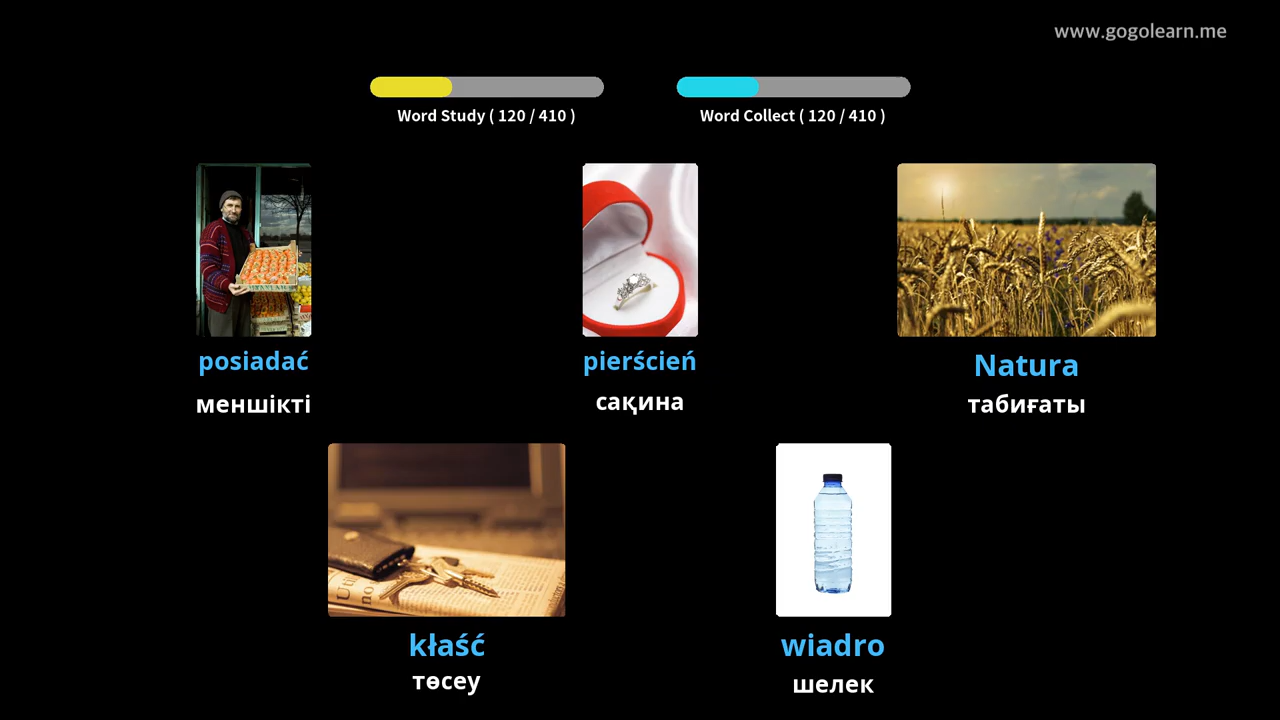 www.gogolearn.me
Word Study ( 120 / 410 )
Word Collect ( 120 / 410 )
posiadać
меншікті
pierścień
сақина
Natura
табиғаты
kłaść
төсеу
wiadro
шелек